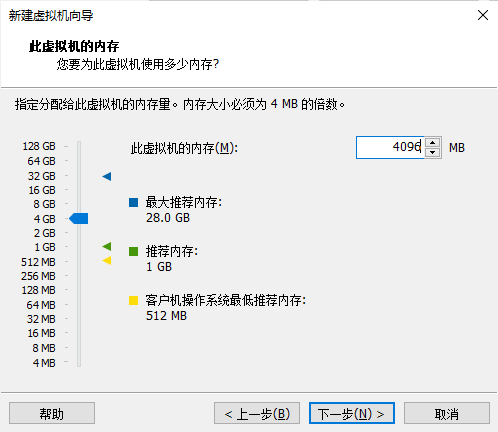 新建虚拟机向导
此虚拟机的内存
您要为此虚拟机使用多少内存?
指定分配给此虚拟机的内存量。内存大小必须为 4 MB 的倍数。
128 GB
64 GB
32 GB
16 GB
8 GB
4 GB
2 GB
1 GB
512 MB
256 MB
128 MB
64 MB
32 MB
16 MB
8 MB
4 MB
此虚拟机的内存(M): 4096 MB
最大推荐内存:
28.0 GB
推荐内存:
1 GB
客户机操作系统最低推荐内存:
512 MB
帮助 < 上一步(B) 下一步(N) > 取消